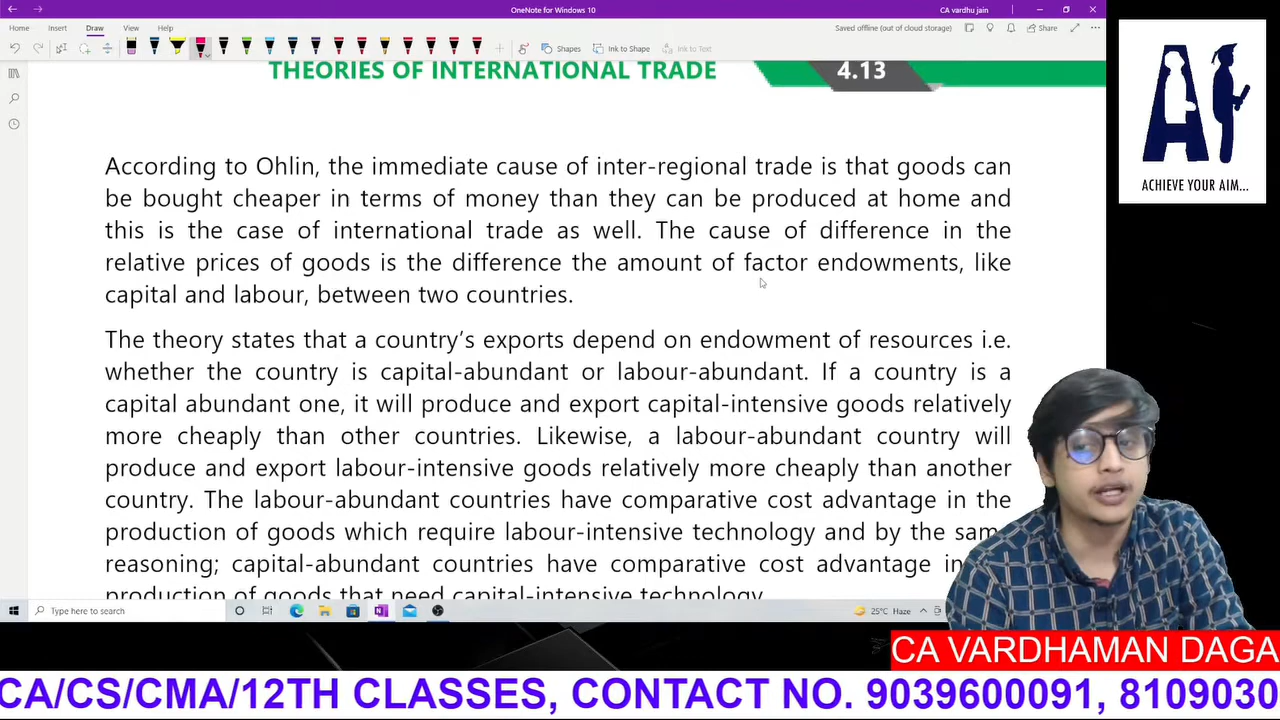 OneNote for Windows 10
CA vardhu jain
Home Insert Draw View Help
Saved offline (out of cloud storage)
Share
Shapes
Ink to Shape
Ink to Text
THEORIES OF INTERNATIONAL TRADE
4.13
According to Ohlin, the immediate cause of inter-regional trade is that goods can
be bought cheaper in terms of money than they can be produced at home and
this is the case of international trade as well. The cause of difference in the
relative prices of goods is the difference the amount of factor endowments, like
capital and labour, between two countries.
The theory states that a country's exports depend on endowment of resources i.e.
whether the country is capital-abundant or labour-abundant. If a country is a
capital abundant one, it will produce and export capital-intensive goods relatively
more cheaply than other countries. Likewise, a labour-abundant country will
produce and export labour-intensive goods relatively more cheaply than another
country. The labour-abundant countries have comparative cost advantage in the
production of goods which require labour-intensive technology and by the sam
reasoning; capital-abundant countries have comparative cost advantage in
production of goods that need capital-intensive technology.
ACHIEVE YOUR AIM...
Type here to search
25°C Haze
CA VARDHAMAN DAGA
CA/CS/CMA/12TH CLASSES, CONTACT NO. 9039600091, 8109030